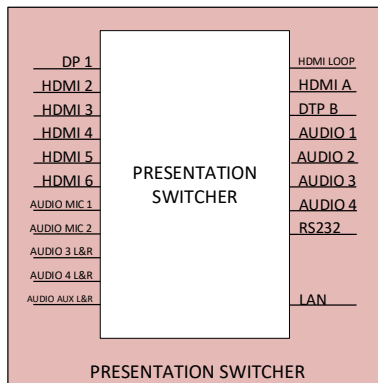 DP 1
HDMI 2
HDMI 3
HDMI 4
HDMI 5
HDMI 6
AUDIO MIC 1
AUDIO MIC 2
AUDIO 3 L&R
AUDIO 4 L&R
AUDIO AUX L&R
PRESENTATION
SWITCHER
HDMI LOOP
HDMI A
DTP B
AUDIO 1
AUDIO 2
AUDIO 3
AUDIO 4
RS232
LAN
PRESENTATION SWITCHER